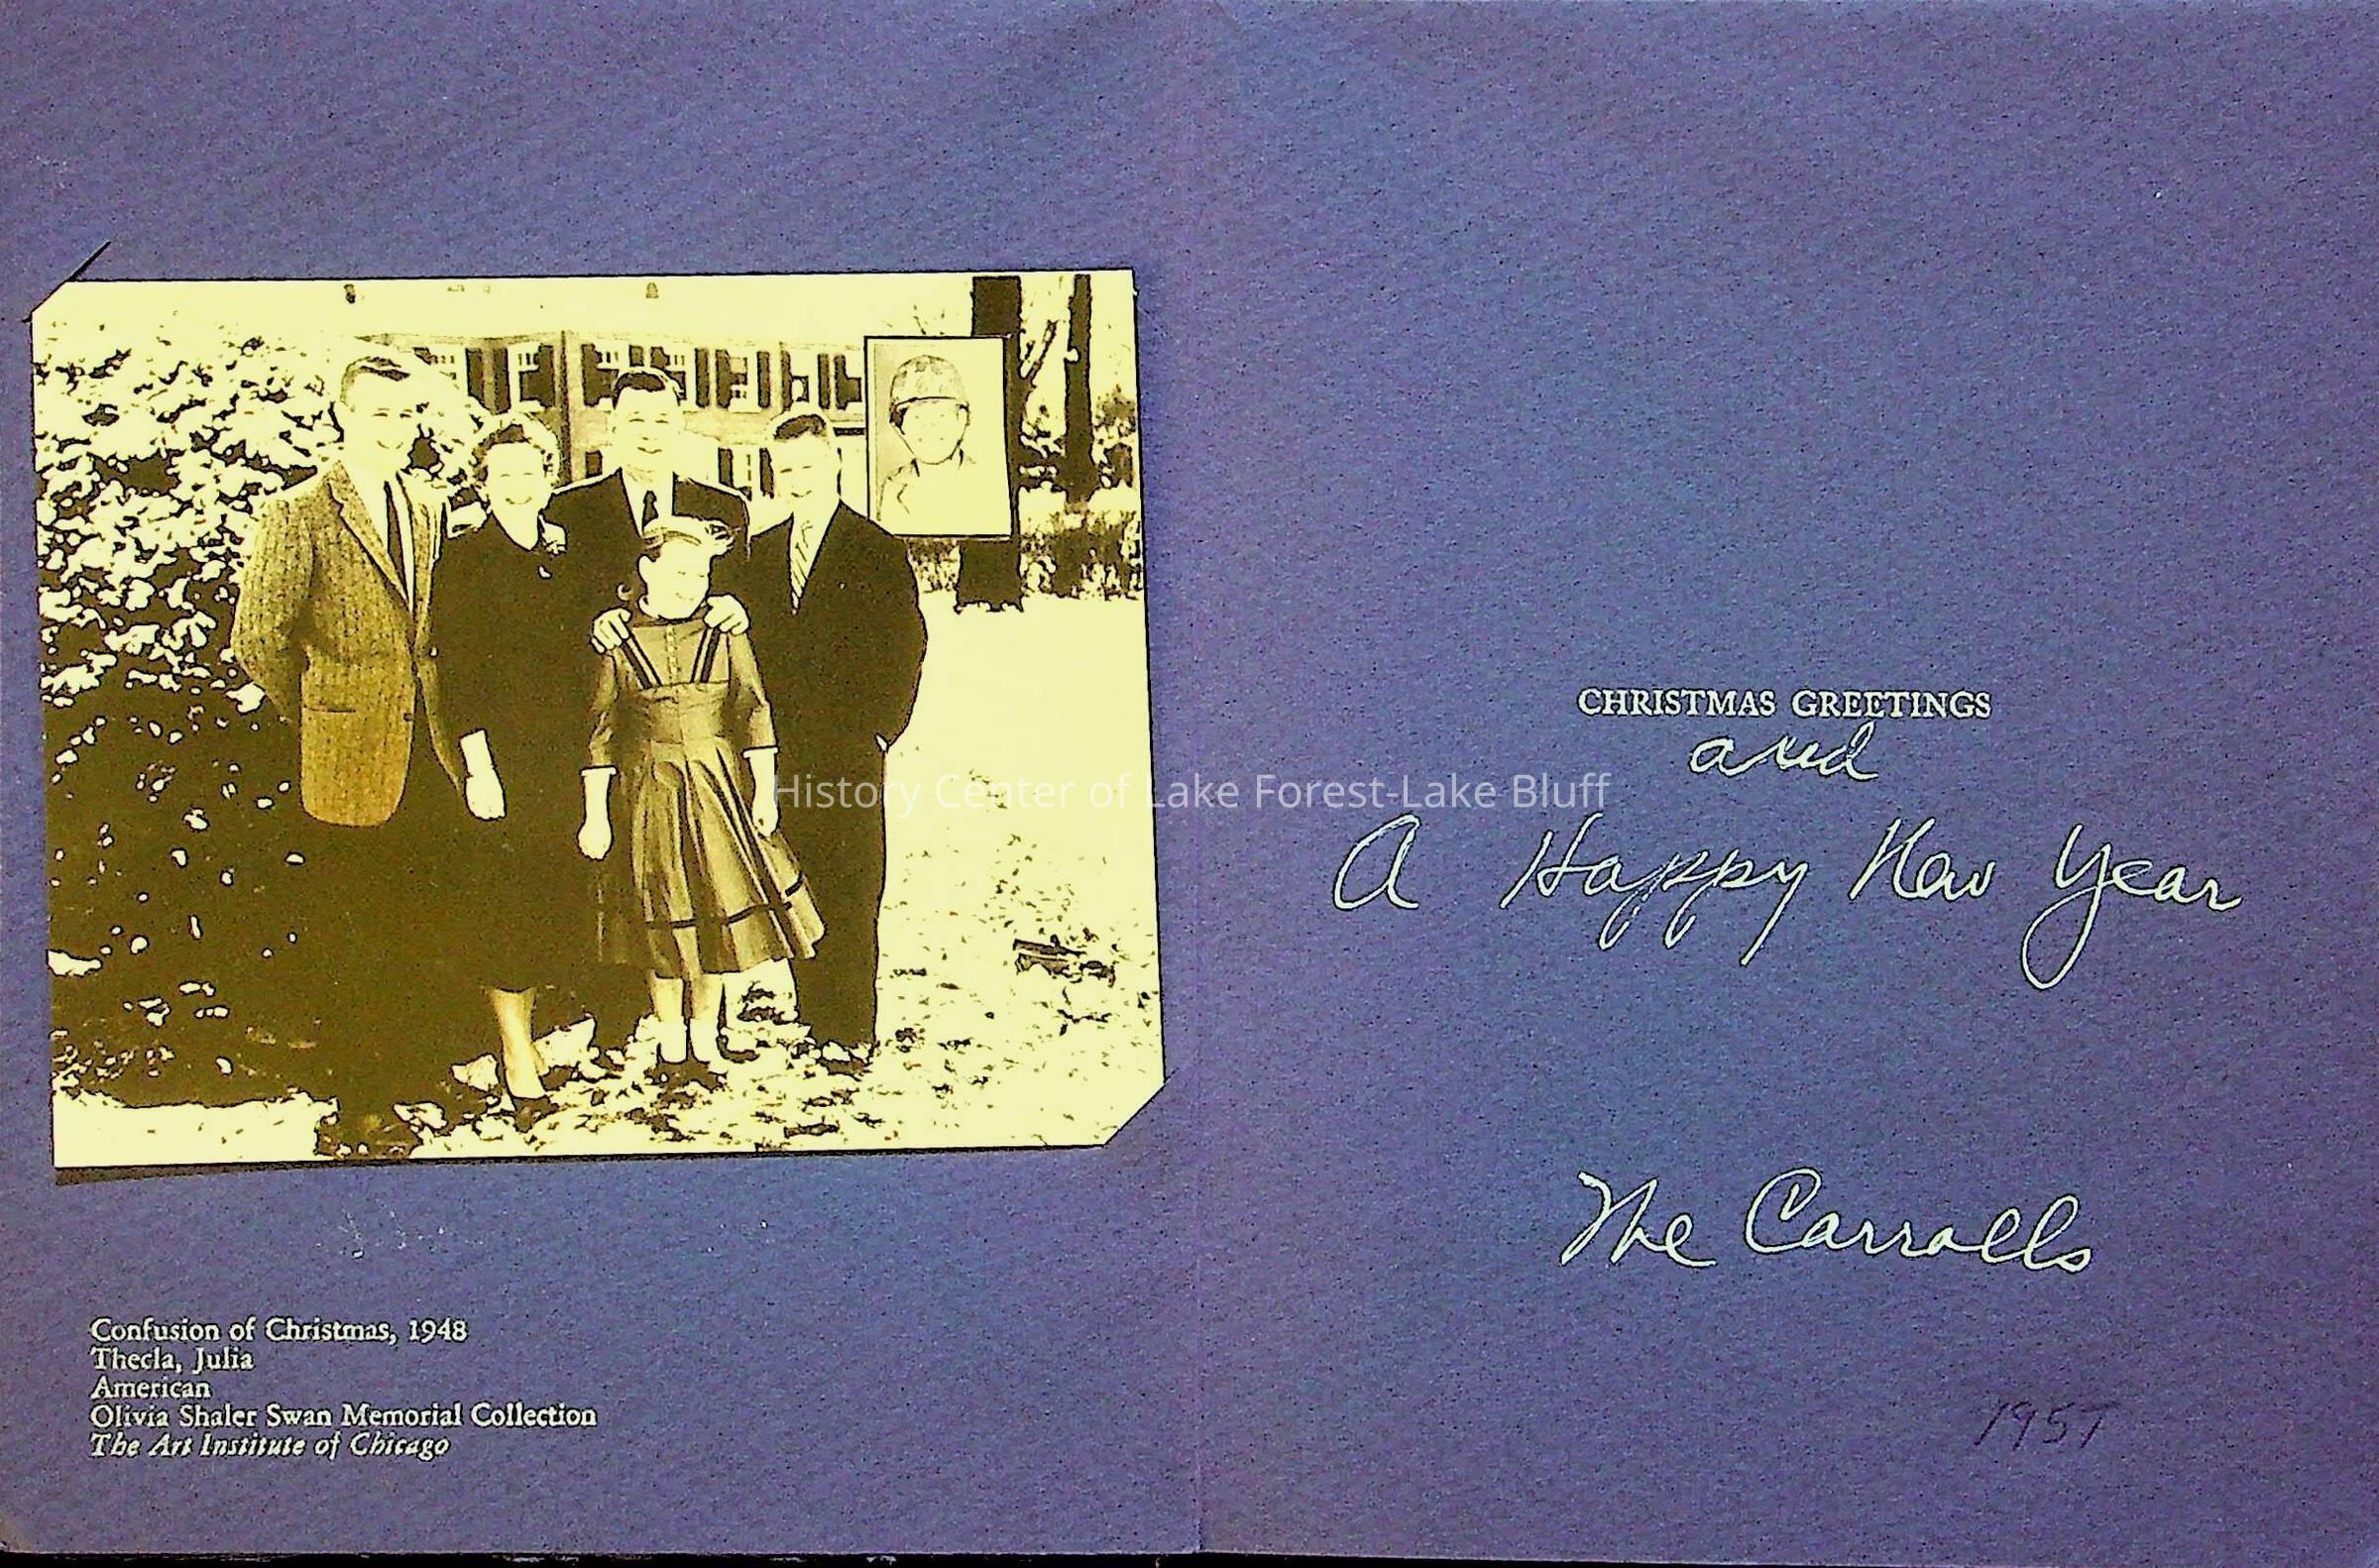 Confusion of Christmas, 1948
Thecla, Julia
American
Olivia Shaler Swan Memorial Collection
The Art Institute of Chicago
CHRISTMAS GREETINGS
and
A Happy New Year
The Carrolls
1957
History Center of Lake Forest-Lake Bluff